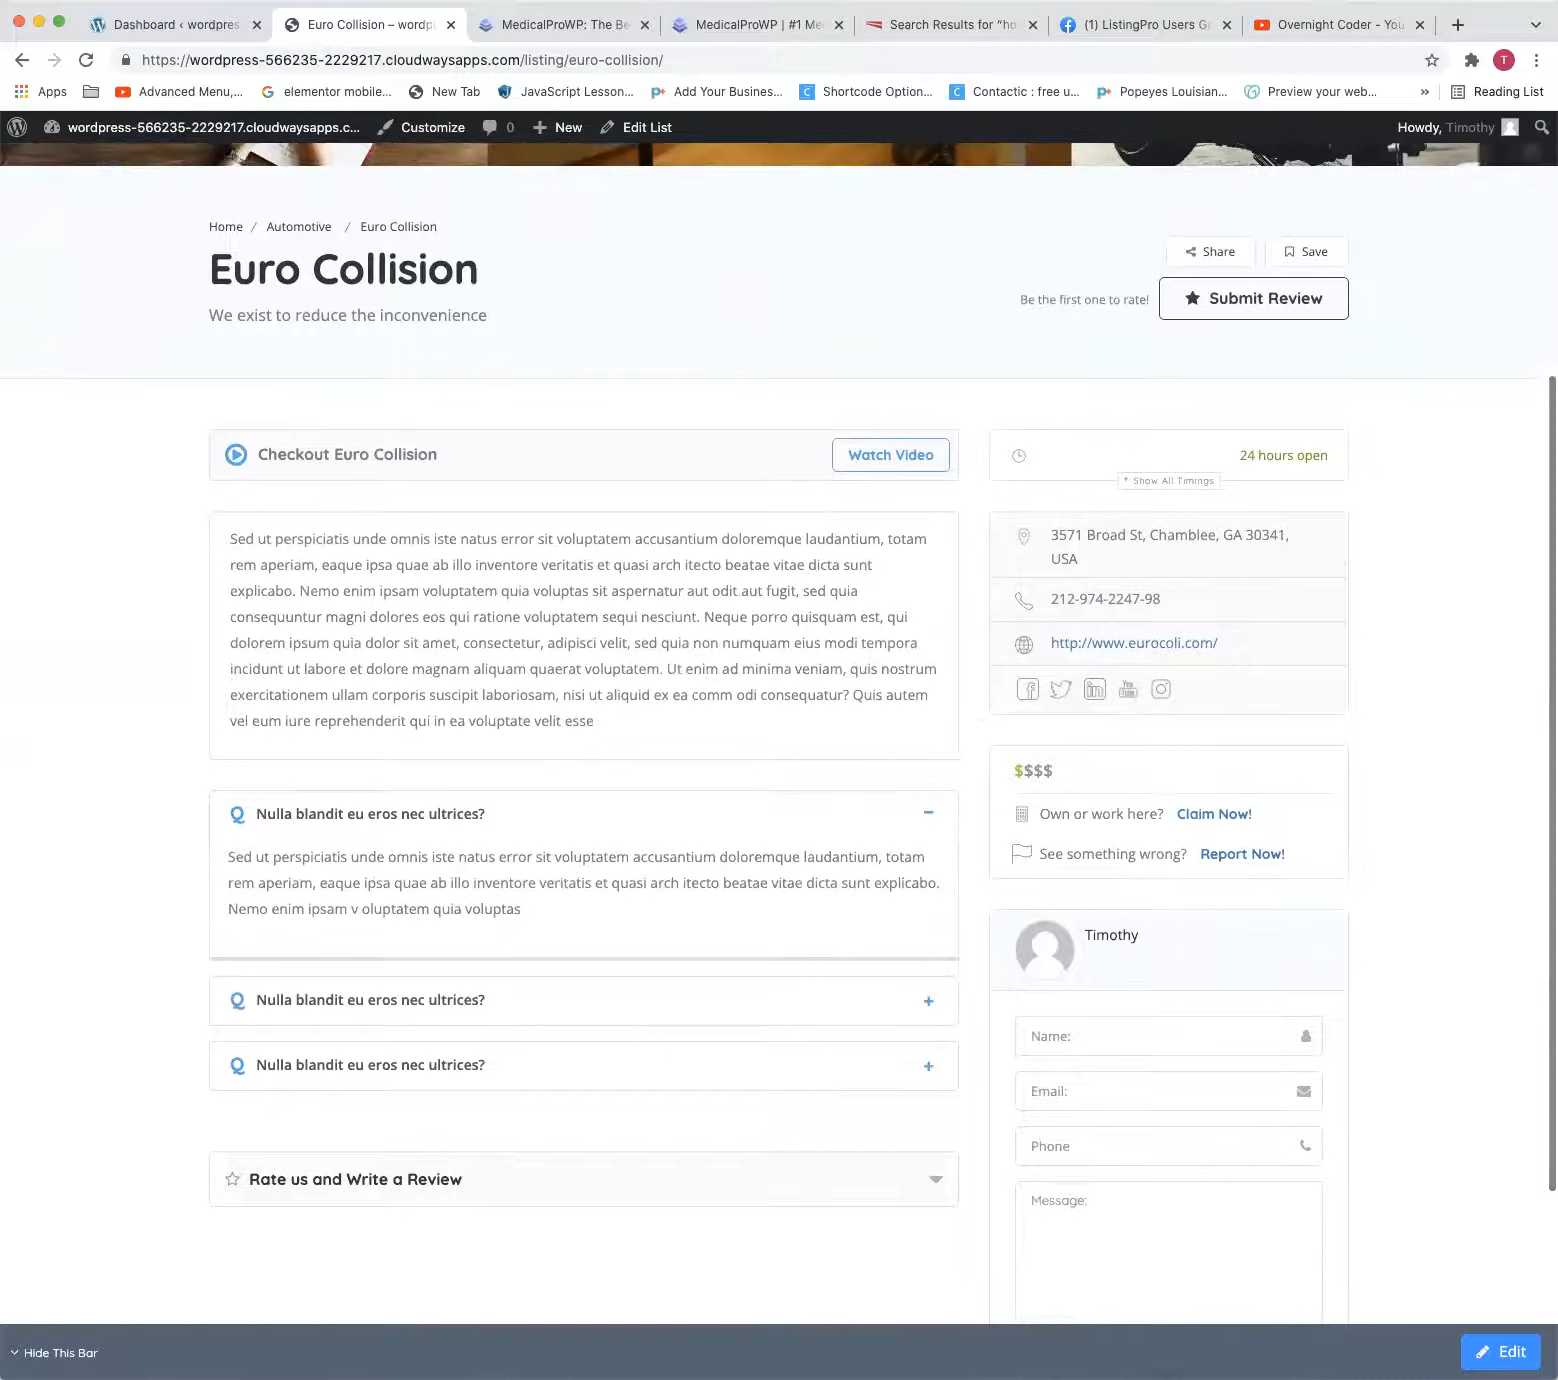 Dashboard ‹ wordpres
Euro Collision – wordp
MedicalProWP: The Be
MedicalProWP | #1 Me
Search Results for “ho
(1) ListingPro Users G
Overnight Coder - You
https://wordpress-566235-2229217.cloudwaysapps.com/listing/euro-collision/
T
Apps
Advanced Menu,...
elementor mobile...
New Tab
JavaScript Lesson...
Add Your Busines...
Shortcode Option...
Contactic : free u...
Popeyes Louisian...
Preview your web...
»
Reading List
wordpress-566235-2229217.cloudwaysapps.c...
Customize
0
New
Edit List
Howdy, Timothy
Home / Automotive / Euro Collision
Euro Collision
We exist to reduce the inconvenience
Share
Save
Be the first one to rate!
Submit Review
Checkout Euro Collision
Watch Video
Sed ut perspiciatis unde omnis iste natus error sit voluptatem accusantium doloremque laudantium, totam
rem aperiam, eaque ipsa quae ab illo inventore veritatis et quasi arch itecto beatae vitae dicta sunt
explicabo. Nemo enim ipsam voluptatem quia voluptas sit aspernatur aut odit aut fugit, sed quia
consequuntur magni dolores eos qui ratione voluptatem sequi nesciunt. Neque porro quisquam est, qui
dolorem ipsum quia dolor sit amet, consectetur, adipisci velit, sed quia non numquam eius modi tempora
incidunt ut labore et dolore magnam aliquam quaerat voluptatem. Ut enim ad minima veniam, quis nostrum
exercitationem ullam corporis suscipit laboriosam, nisi ut aliquid ex ea comm odi consequatur? Quis autem
vel eum iure reprehenderit qui in ea voluptate velit esse
Q Nulla blandit eu eros nec ultrices?
Sed ut perspiciatis unde omnis iste natus error sit voluptatem accusantium doloremque laudantium, totam
rem aperiam, eaque ipsa quae ab illo inventore veritatis et quasi arch itecto beatae vitae dicta sunt explicabo.
Nemo enim ipsam v oluptatem quia voluptas
Q Nulla blandit eu eros nec ultrices?
Q Nulla blandit eu eros nec ultrices?
Rate us and Write a Review
24 hours open
Show All Timings
3571 Broad St, Chamblee, GA 30341,
USA
212-974-2247-98
http://www.eurocoli.com/
You Tube
$$$$
Own or work here? Claim Now!
See something wrong? Report Now!
Timothy
Name:
Email:
Phone
Message:
Hide This Bar
Edit